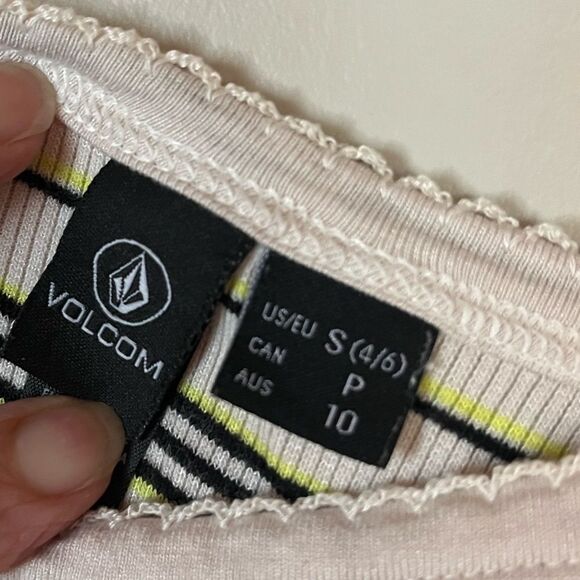 VOLCOM
US/EU S (4/6)
CAN P
AUS 10